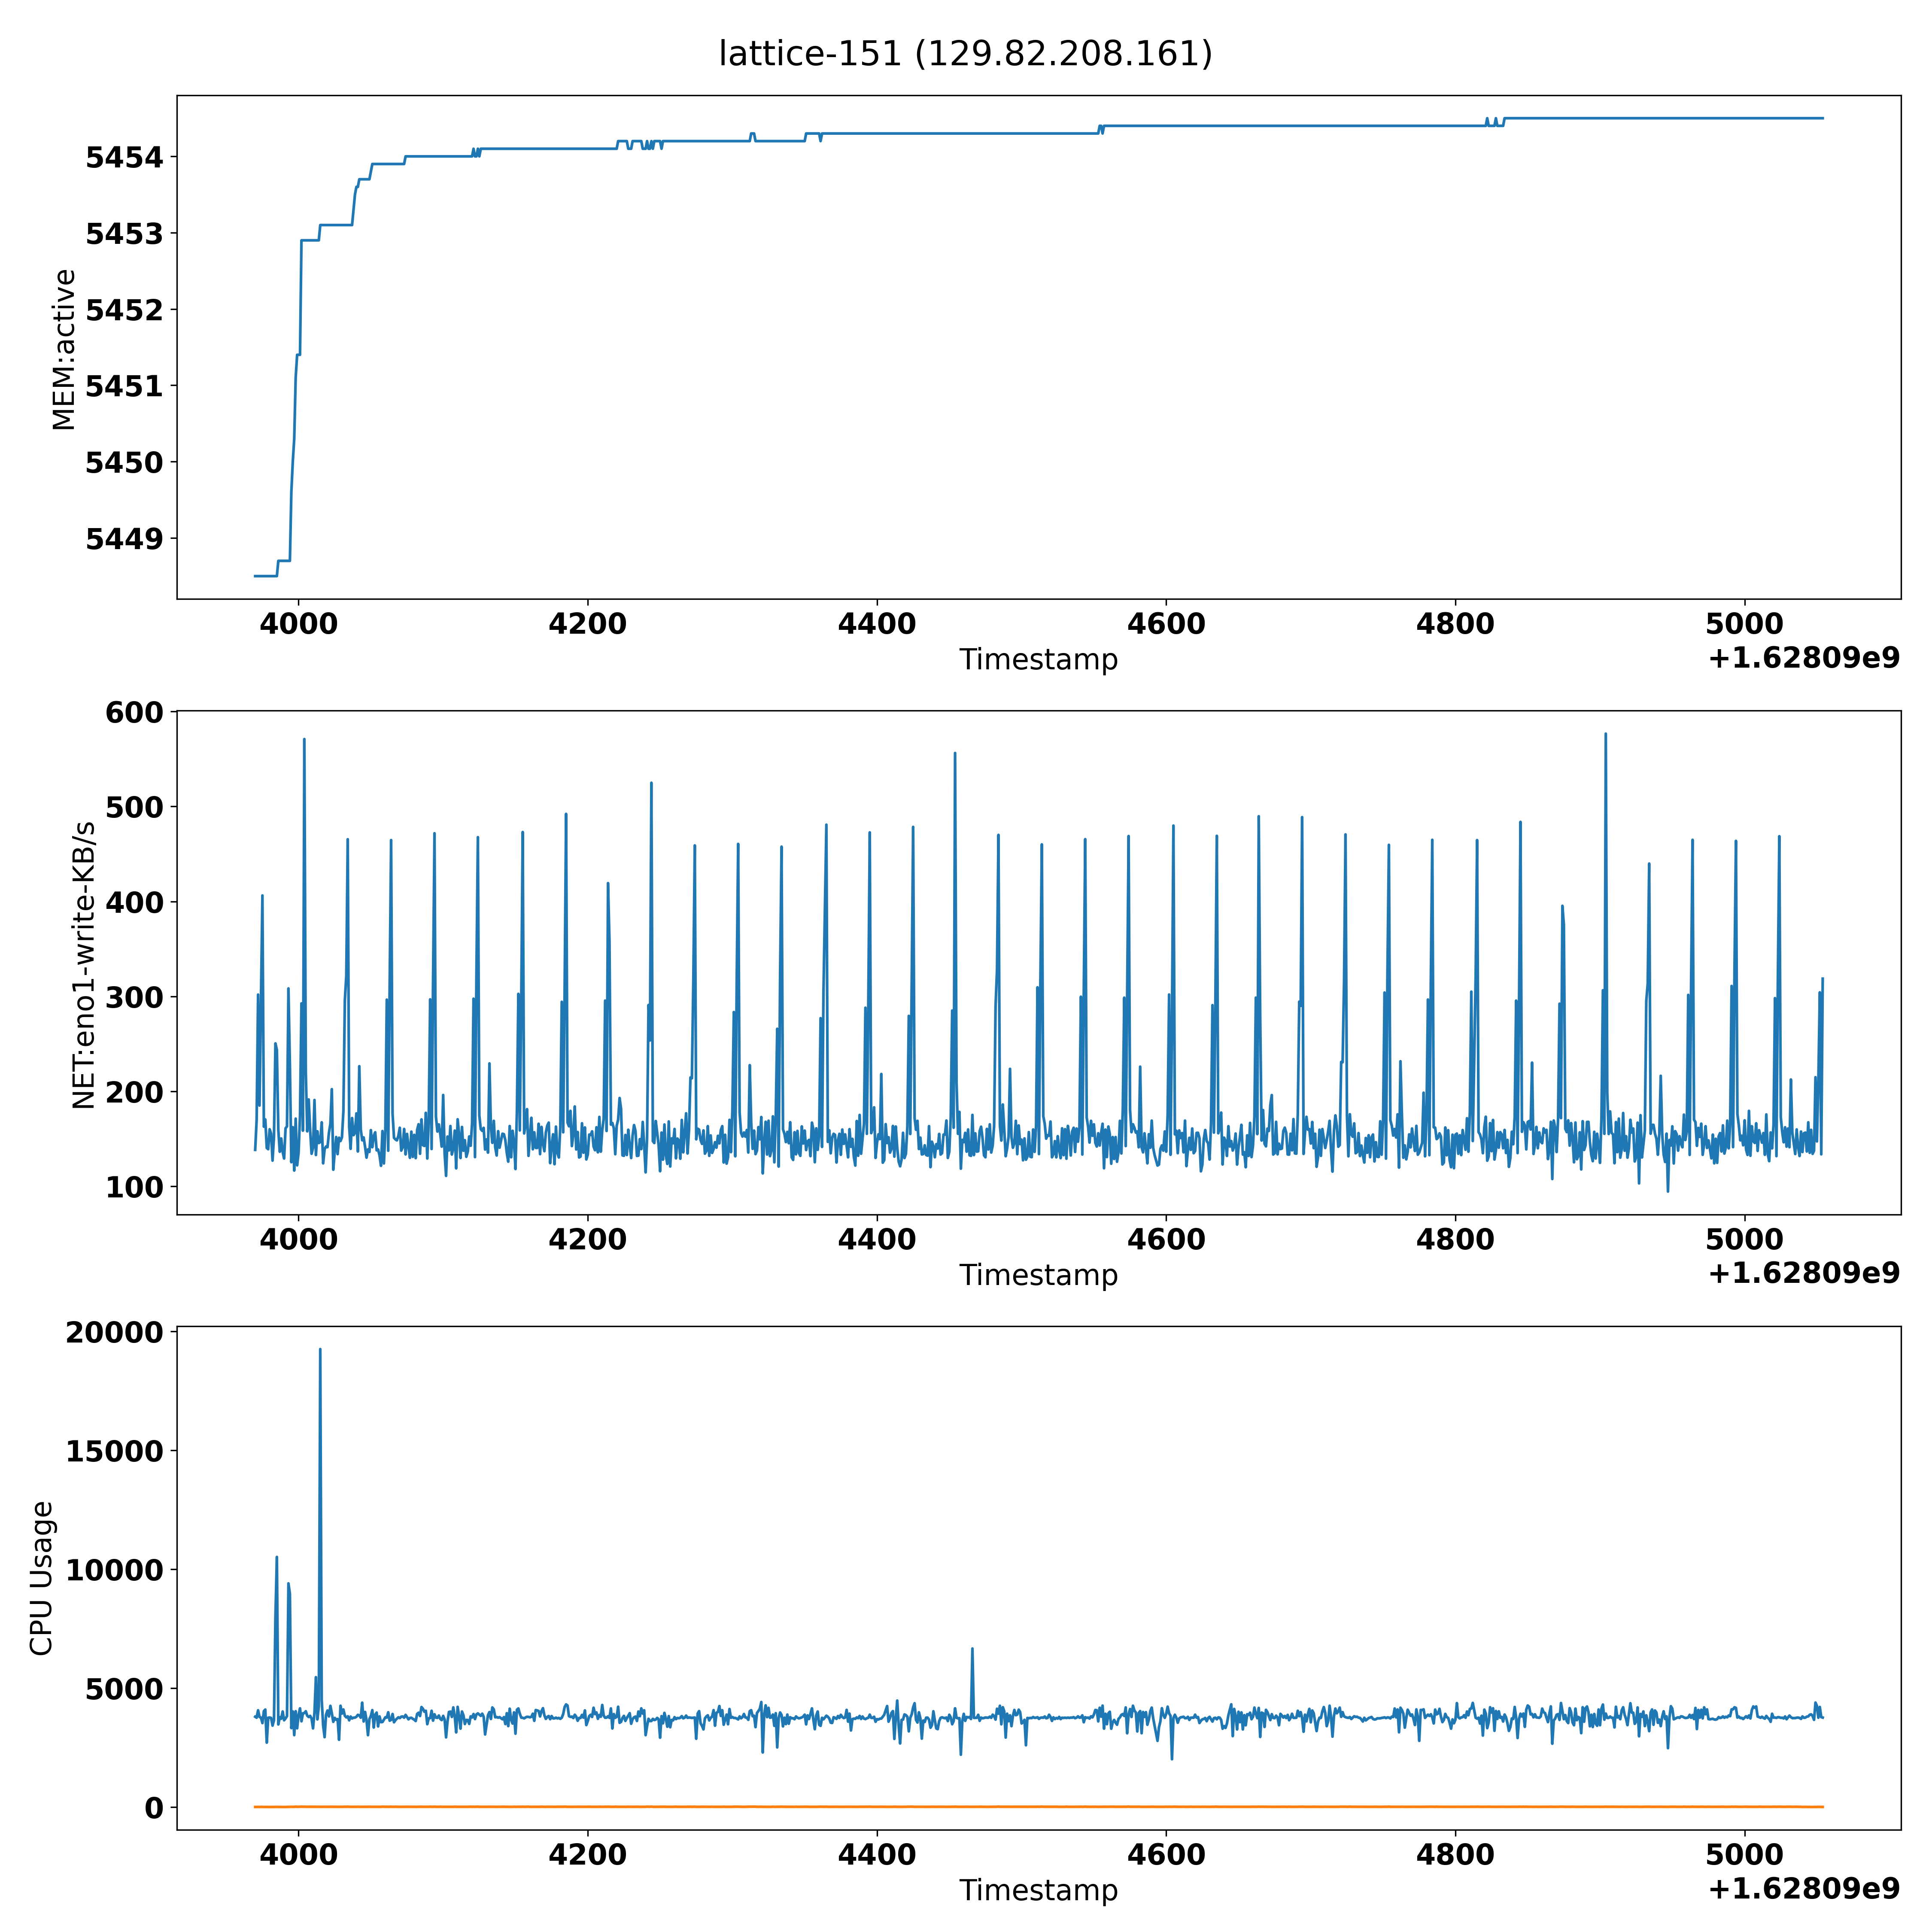 lattice-151 (129.82.208.161)
5454
5453
5452
5451
5450
5449
MEM:active
4000 4200 4400 4600 4800 5000
Timestamp
+1.62809e9
600
500
400
300
200
100
NET:eno1-write-KB/s
4000 4200 4400 4600 4800 5000
Timestamp
+1.62809e9
20000
15000
10000
5000
0
CPU Usage
4000 4200 4400 4600 4800 5000
Timestamp
+1.62809e9